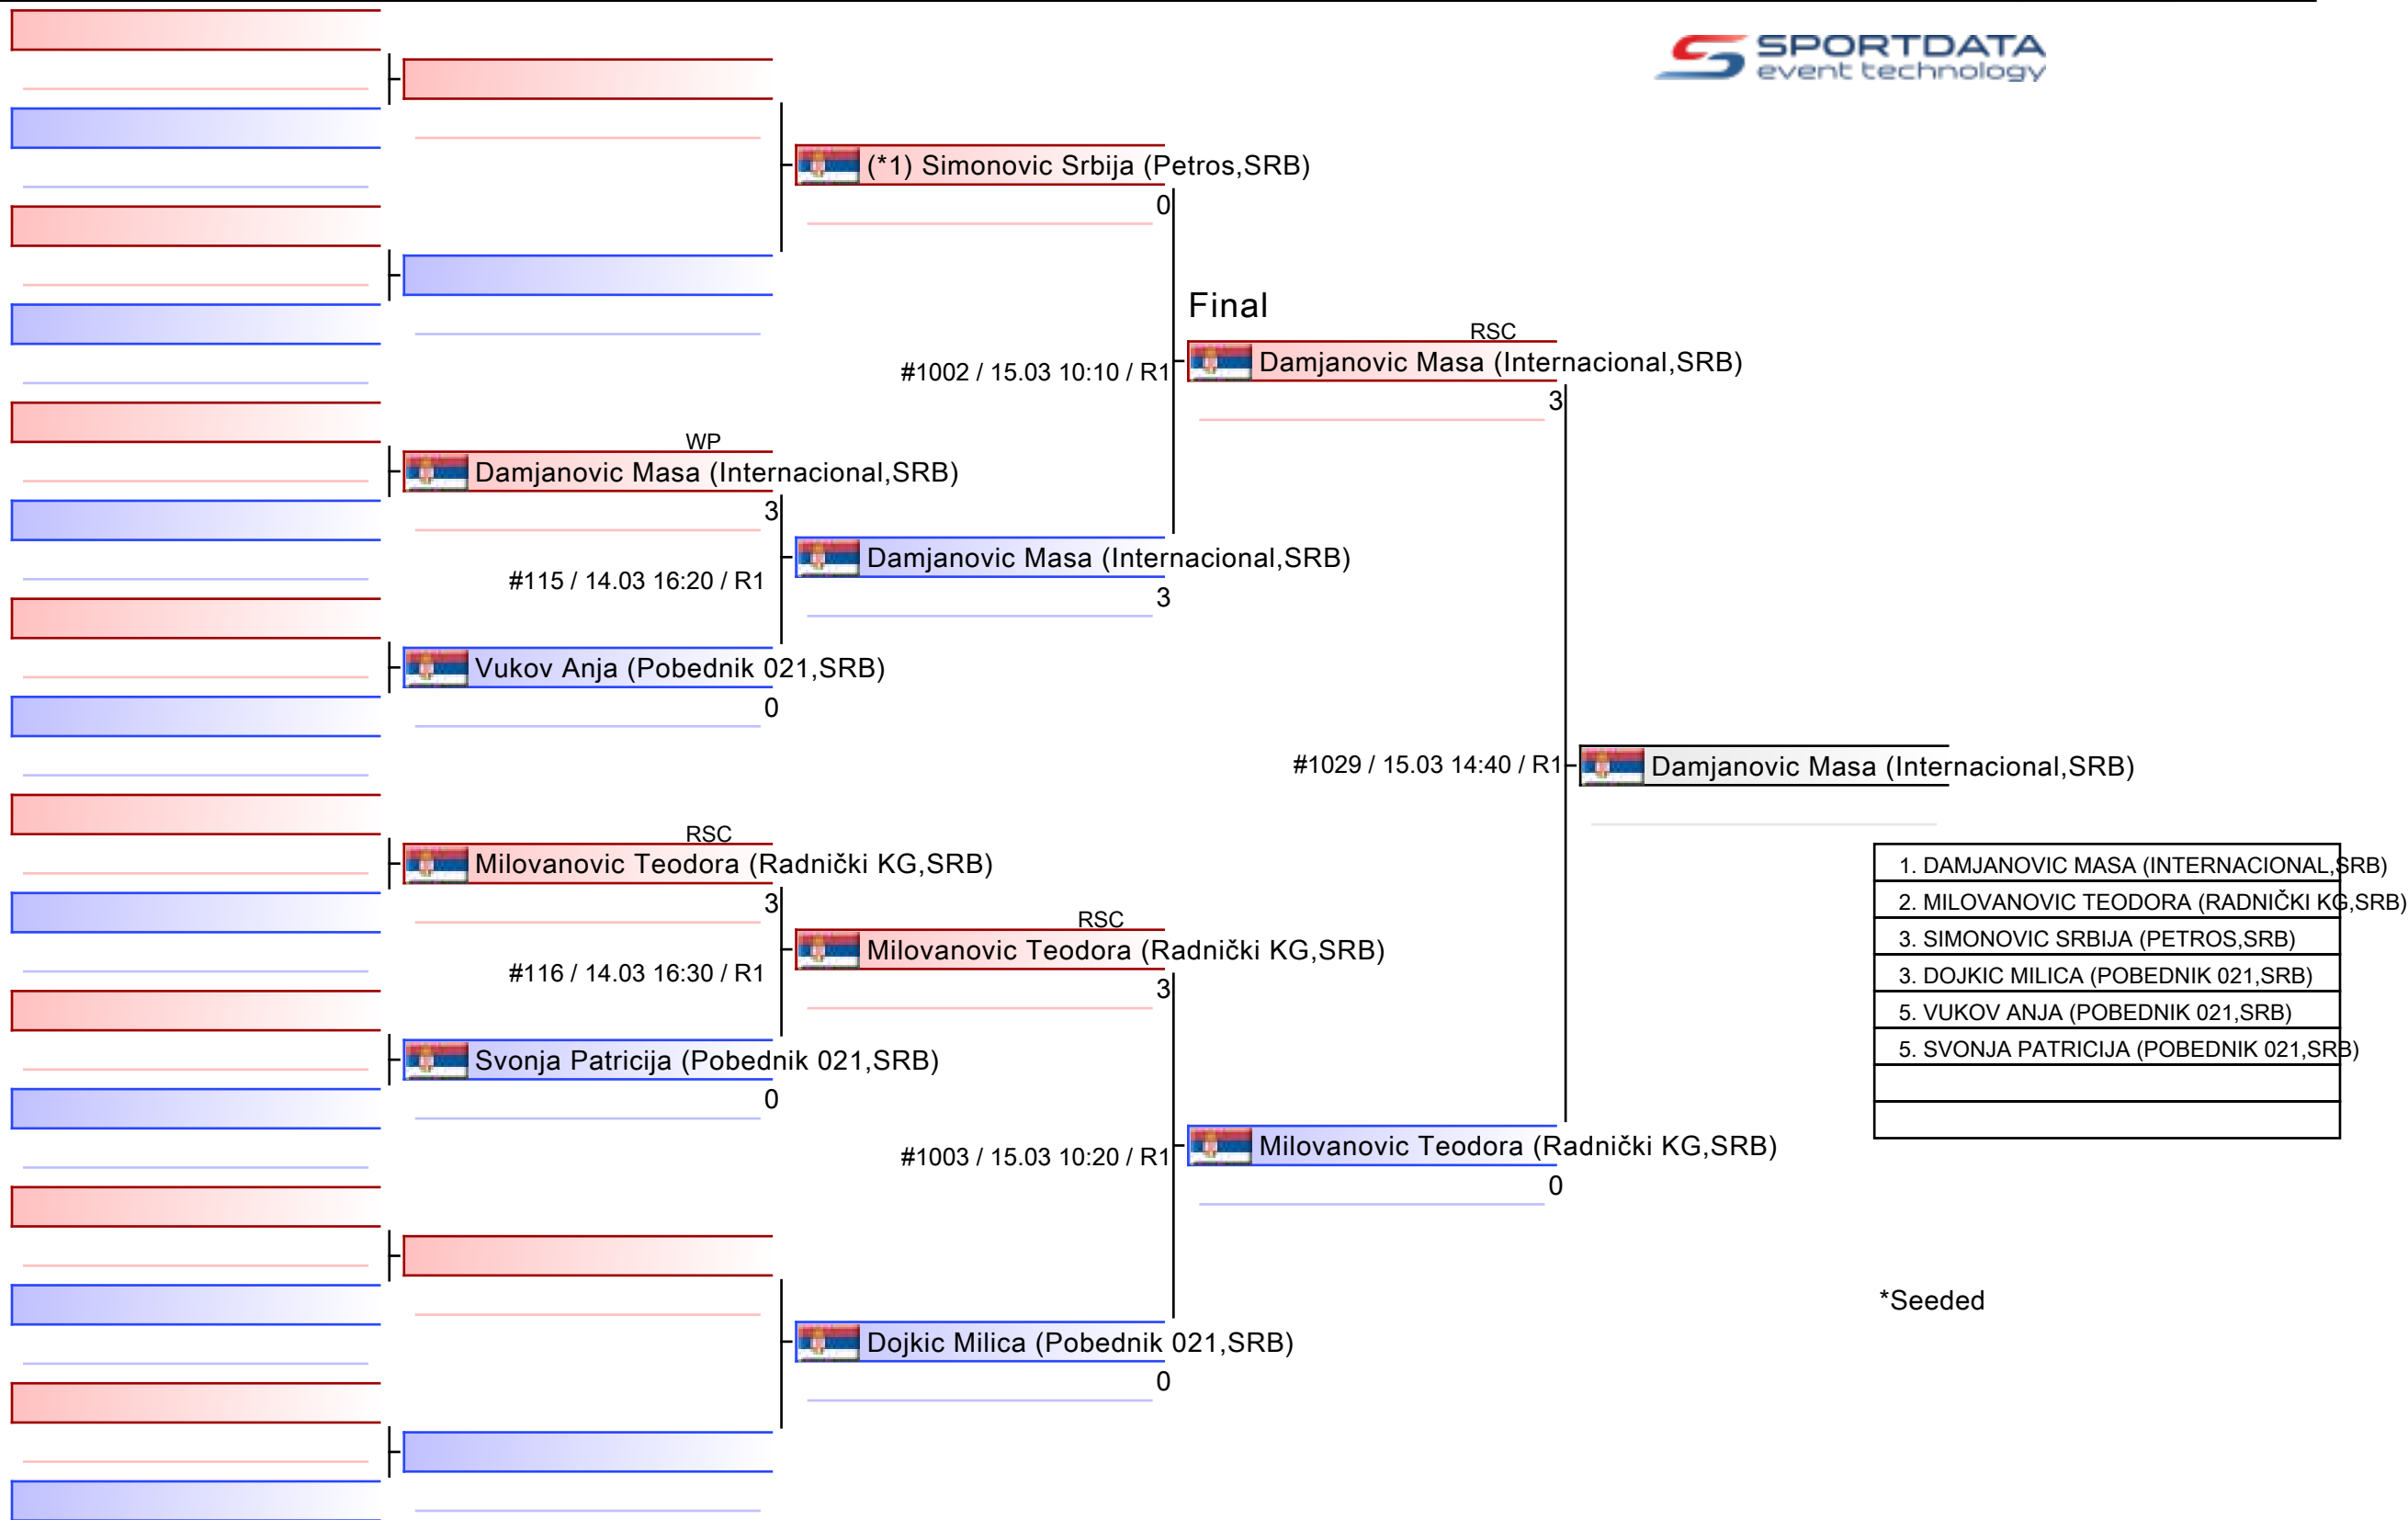 SPORTDATA
event technology
(*1) Simonovic Srbija (Petros,SRB)
0
Final
RSC
#1002 / 15.03 10:10 / R1
Damjanovic Masa (Internacional,SRB)
3
WP
Damjanovic Masa (Internacional,SRB)
3
#115 / 14.03 16:20 / R1
Damjanovic Masa (Internacional,SRB)
3
Vukov Anja (Pobednik 021,SRB)
0
#1029 / 15.03 14:40 / R1
Damjanovic Masa (Internacional,SRB)
RSC
Milovanovic Teodora (Radnički KG,SRB)
3
#116 / 14.03 16:30 / R1
RSC
Milovanovic Teodora (Radnički KG,SRB)
3
Svonja Patricija (Pobednik 021,SRB)
0
#1003 / 15.03 10:20 / R1
Milovanovic Teodora (Radnički KG,SRB)
0
Dojkic Milica (Pobednik 021,SRB)
0
1. DAMJANOVIC MASA (INTERNACIONAL,SRB)
2. MILOVANOVIC TEODORA (RADNIČKI KG,SRB)
3. SIMONOVIC SRBIJA (PETROS,SRB)
3. DOJKIC MILICA (POBEDNIK 021,SRB)
5. VUKOV ANJA (POBEDNIK 021,SRB)
5. SVONJA PATRICIJA (POBEDNIK 021,SRB)
*Seeded